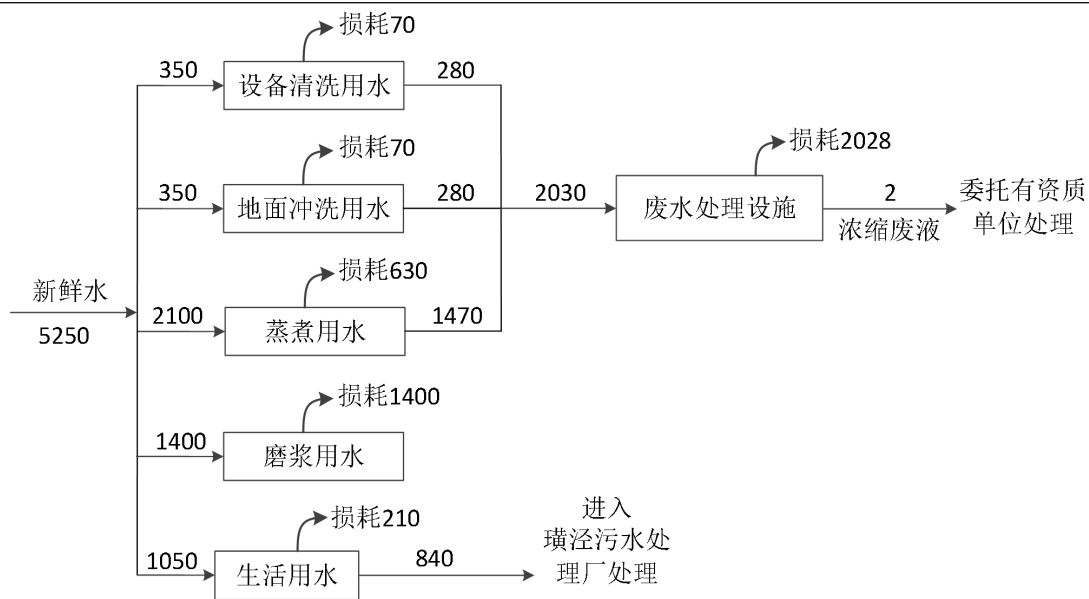 损耗70
350
设备清洗用水
280
损耗70
350
地面冲洗用水
280
2030
损耗2028
废水处理设施
2
浓缩废液
委托有资质
单位处理
新鲜水
5250
损耗630
2100
蒸煮用水
1470
损耗1400
1400
磨浆用水
损耗210
1050
生活用水
840
进入
璜泾污水处
理厂处理